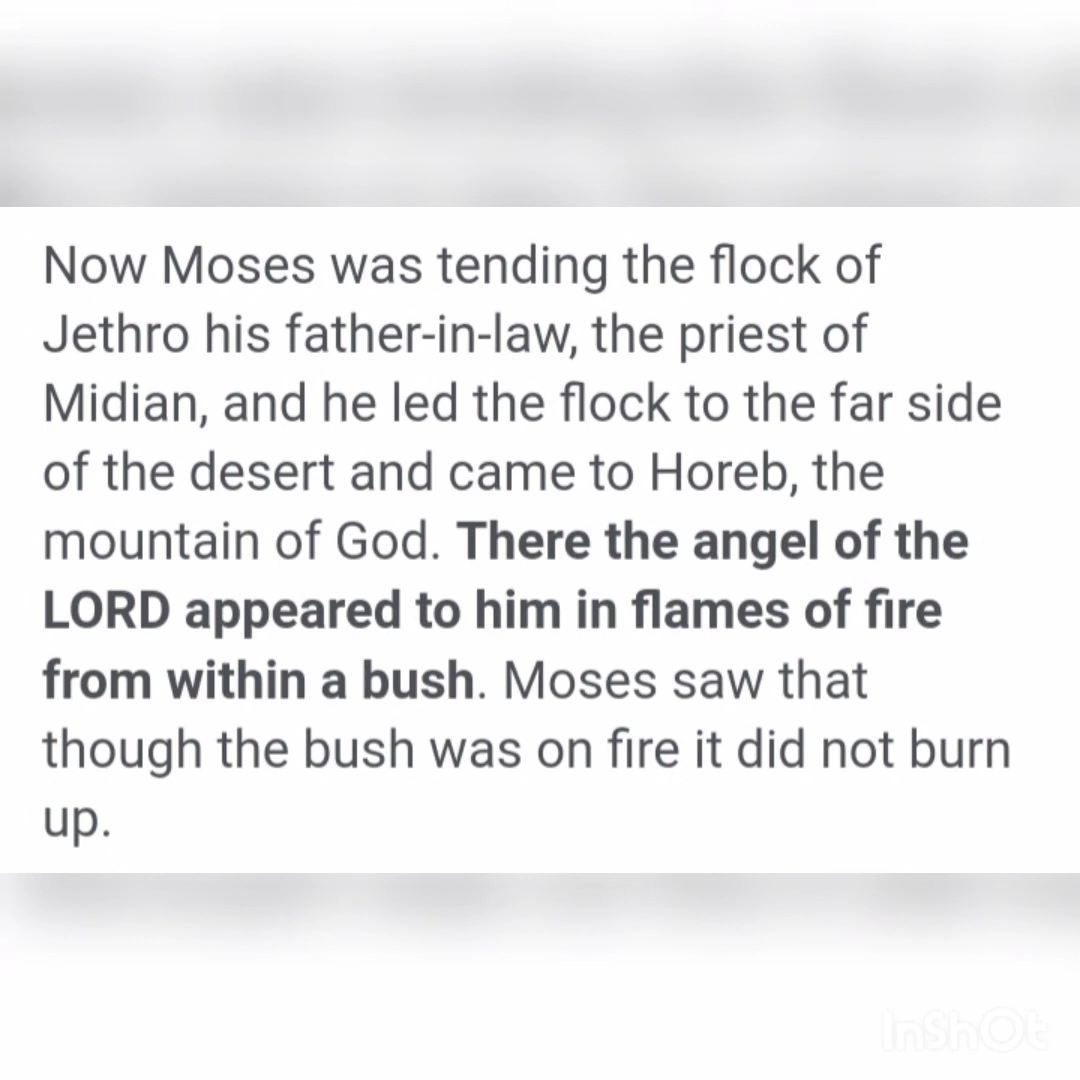 Now Moses was tending the flock of
Jethro his father-in-law, the priest of
Midian, and he led the flock to the far side
of the desert and came to Horeb, the
mountain of God. There the angel of the
LORD appeared to him in flames of fire
from within a bush. Moses saw that
though the bush was on fire it did not burn
up.
InShOt